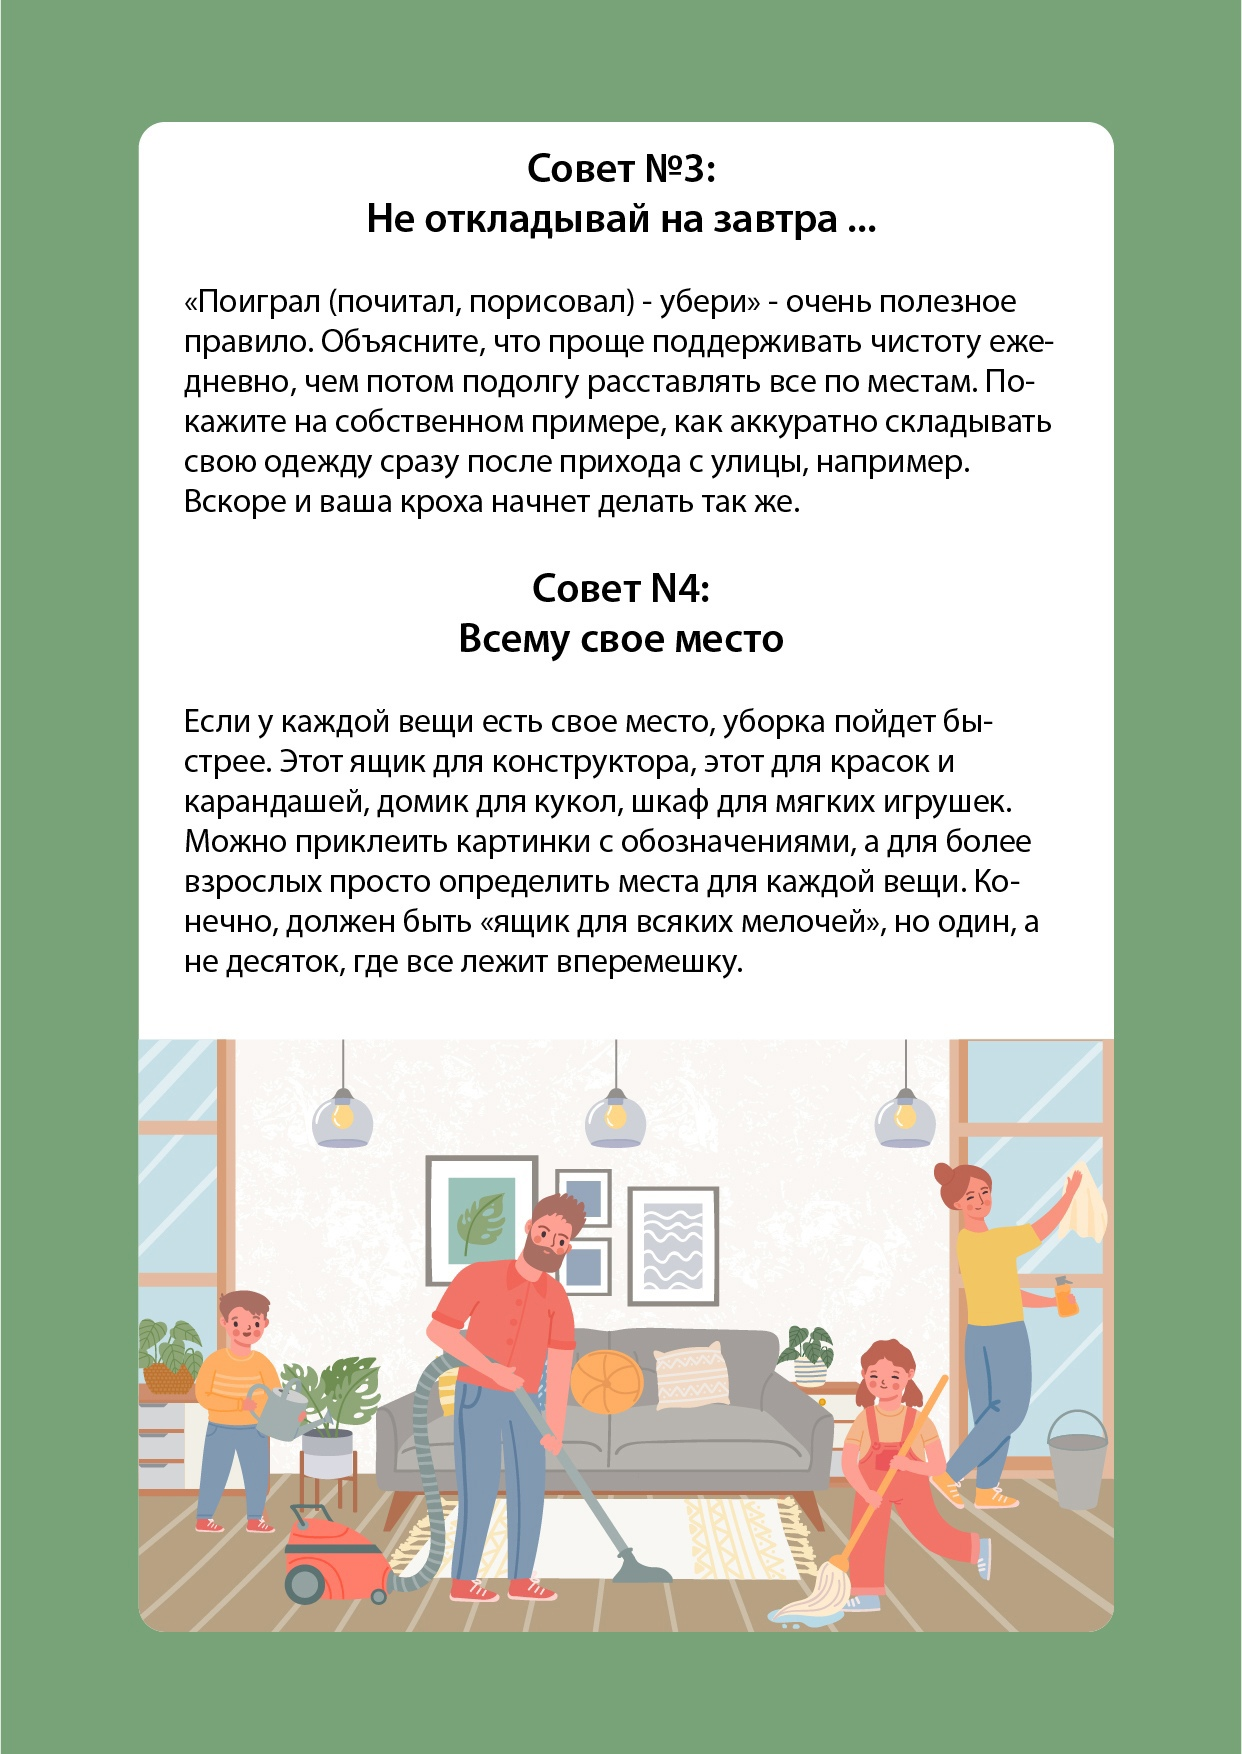 Совет №3:
Не откладывай на завтра ...
«Поиграл (почитал, порисовал) - убери» - очень полезное
правило. Объясните, что проще поддерживать чистоту еже-
дневно, чем потом подолгу расставлять все по местам. По-
кажите на собственном примере, как аккуратно складывать
свою одежду сразу после прихода с улицы, например.
Вскоре и ваша кроха начнет делать так же.
Совет N4:
Всему свое место
Если у каждой вещи есть свое место, уборка пойдет бы-
стрее. Этот ящик для конструктора, этот для красок и
карандашей, домик для кукол, шкаф для мягких игрушек.
Можно приклеить картинки с обозначениями, а для более
взрослых просто определить места для каждой вещи. Ко-
нечно, должен быть «ящик для всяких мелочей», но один, а
не десяток, где все лежит вперемешку.